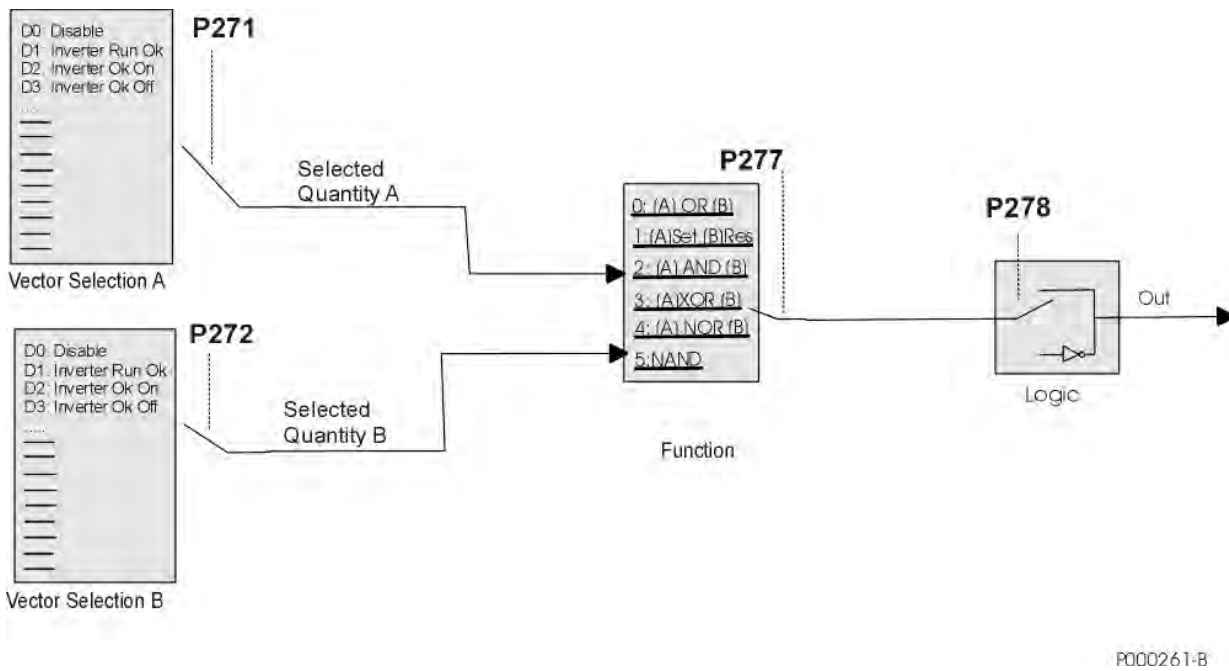 D0: Disable
D1: Inverter Run Ok
D2: Inverter Ok On
D3: Inverter Ok Off
.....
P271
Selected
Quantity A
Vector Selection A
D0: Disable
D1: Inverter Run Ok
D2: Inverter Ok On
D3: Inverter Ok Off
.....
P272
Selected
Quantity B
Vector Selection B
P277
0: (A) OR (B)
1:(A)Set (B)Res
2: (A) AND (B)
3: (A)XOR (B)
4: (A) NOR (B)
5:NAND
Function
P278
Out
Logic
P000261-B